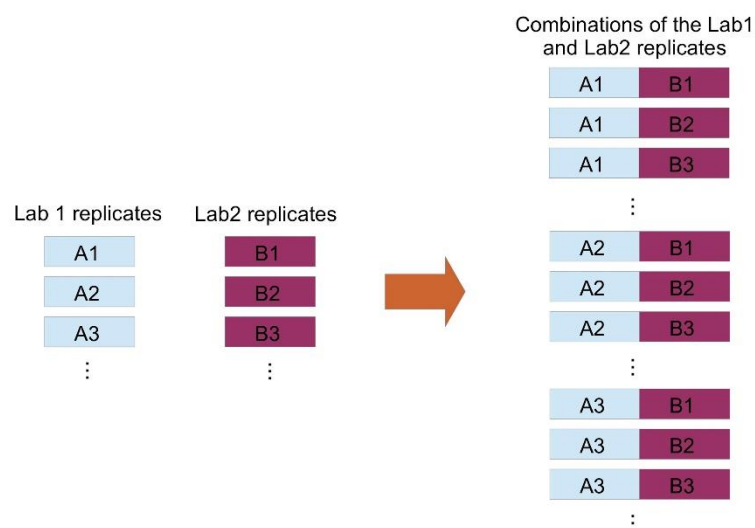 Combinations of the Lab1
and Lab2 replicates
A1 B1
A1 B2
A1 B3
⋮
Lab 1 replicates Lab2 replicates
A1 B1
A2 B2
A3 B3
⋮ ⋮
A2 B1
A2 B2
A2 B3
⋮
A3 B1
A3 B2
A3 B3
⋮